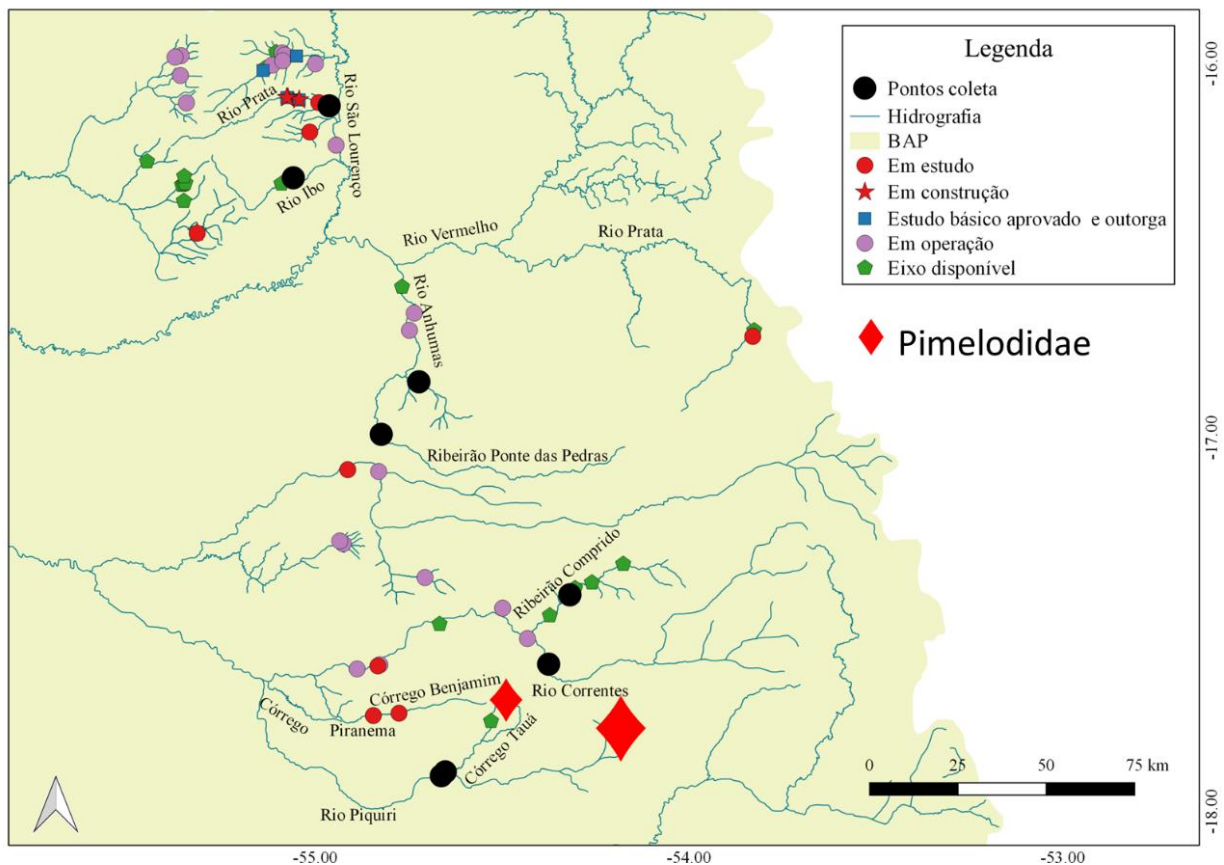 Legenda
Pontos coleta
Hidrografia
BAP
Em estudo
Em construção
Estudo básico aprovado e outorga
Em operação
Eixo disponível
Pimelodidae
Rio Prata
Rio São Lourenço
Rio Ibo
Rio Vermelho
Rio Prata
Rio Anhumas
Ribeirão Ponte das Pedras
Ribeirão Comprido
Rio Correntes
Córrego Benjamim
Córrego
Piranema
Córrego Tauá
Rio Piquiri
0 25 50 75 km
-16.00
-17.00
-18.00
-55.00 -54.00 -53.00